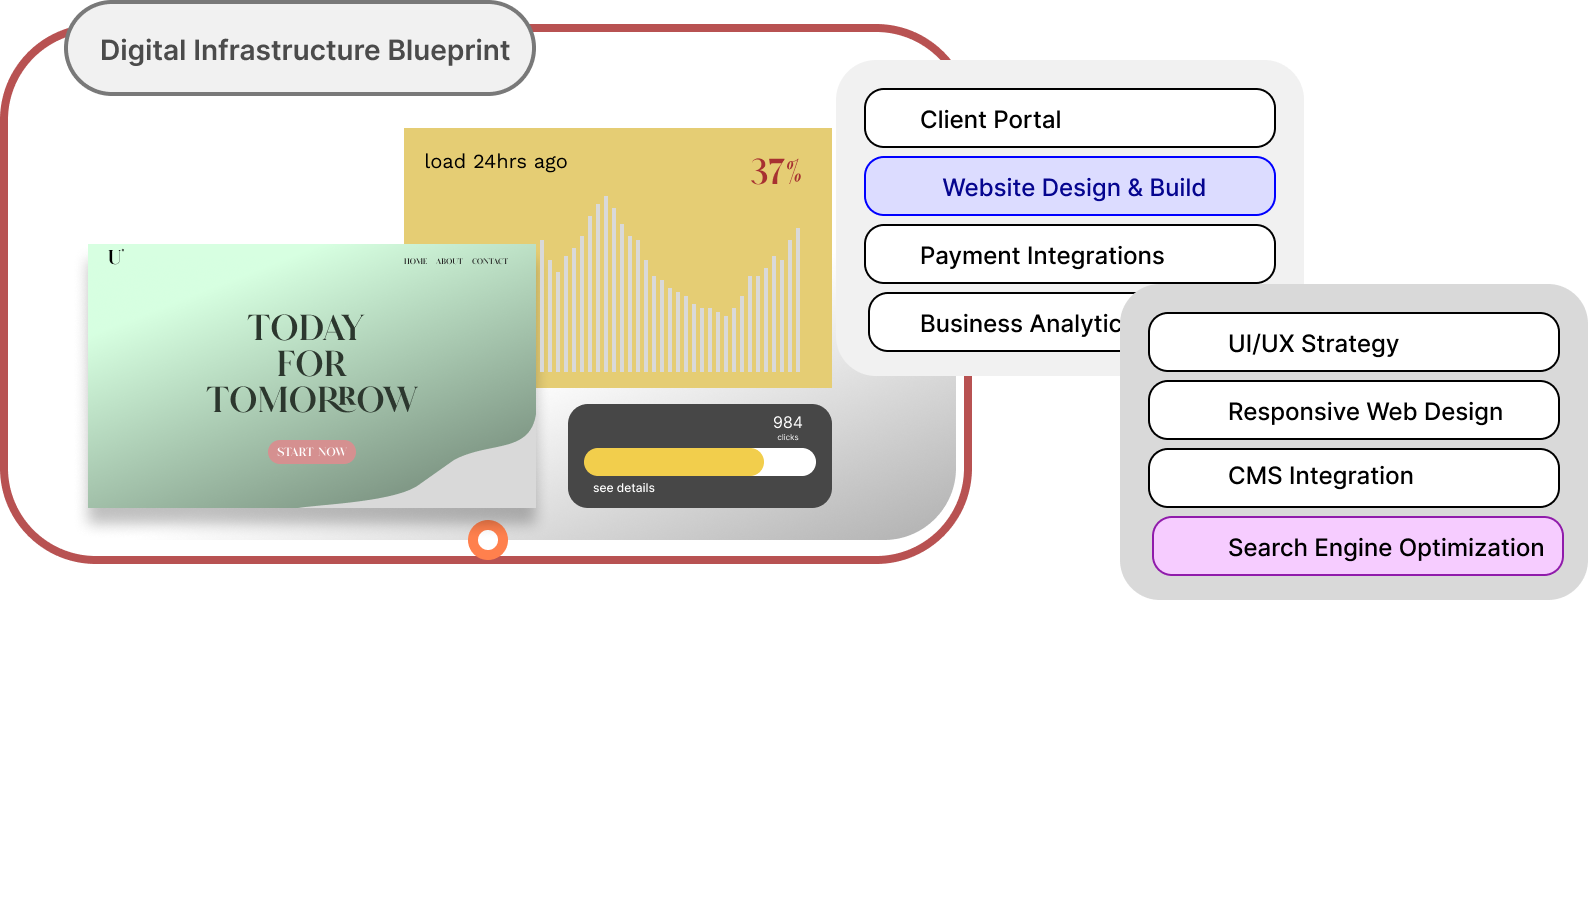 Digital Infrastructure Blueprint
load 24hrs ago
37%
U
HOME ABOUT CONTACT
TODAY
FOR
TOMORROW
START NOW
984
clicks
see details
Client Portal
Website Design & Build
Payment Integrations
Business Analytic
UI/UX Strategy
Responsive Web Design
CMS Integration
Search Engine Optimization